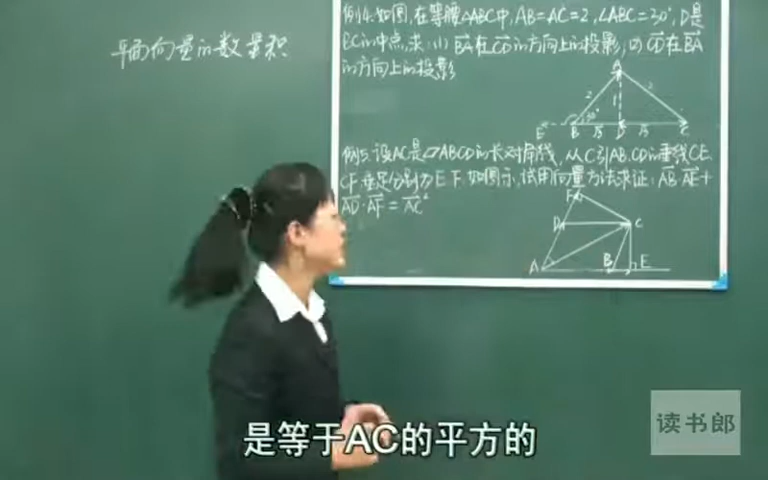 平面向量的数量积
例4.如图,在等腰△ABC中,AB=AC=2,∠ABC=30°,D是
BC的中点,求:(1) BA在CD的方向上的投影;(2) CD在BA
的方向上的投影
A
2
2
1
30°
E
B
√3
D
√3
C
例5.设AC是▱ABCD的长对角线,从C引AB.CD的垂线CE.
CF,垂足分别为E.F.如图示,试用向量方法求证:AB·AE+
AD·AF=AC²
F
D
C
A
B
E
是等于AC的平方的
读书郎